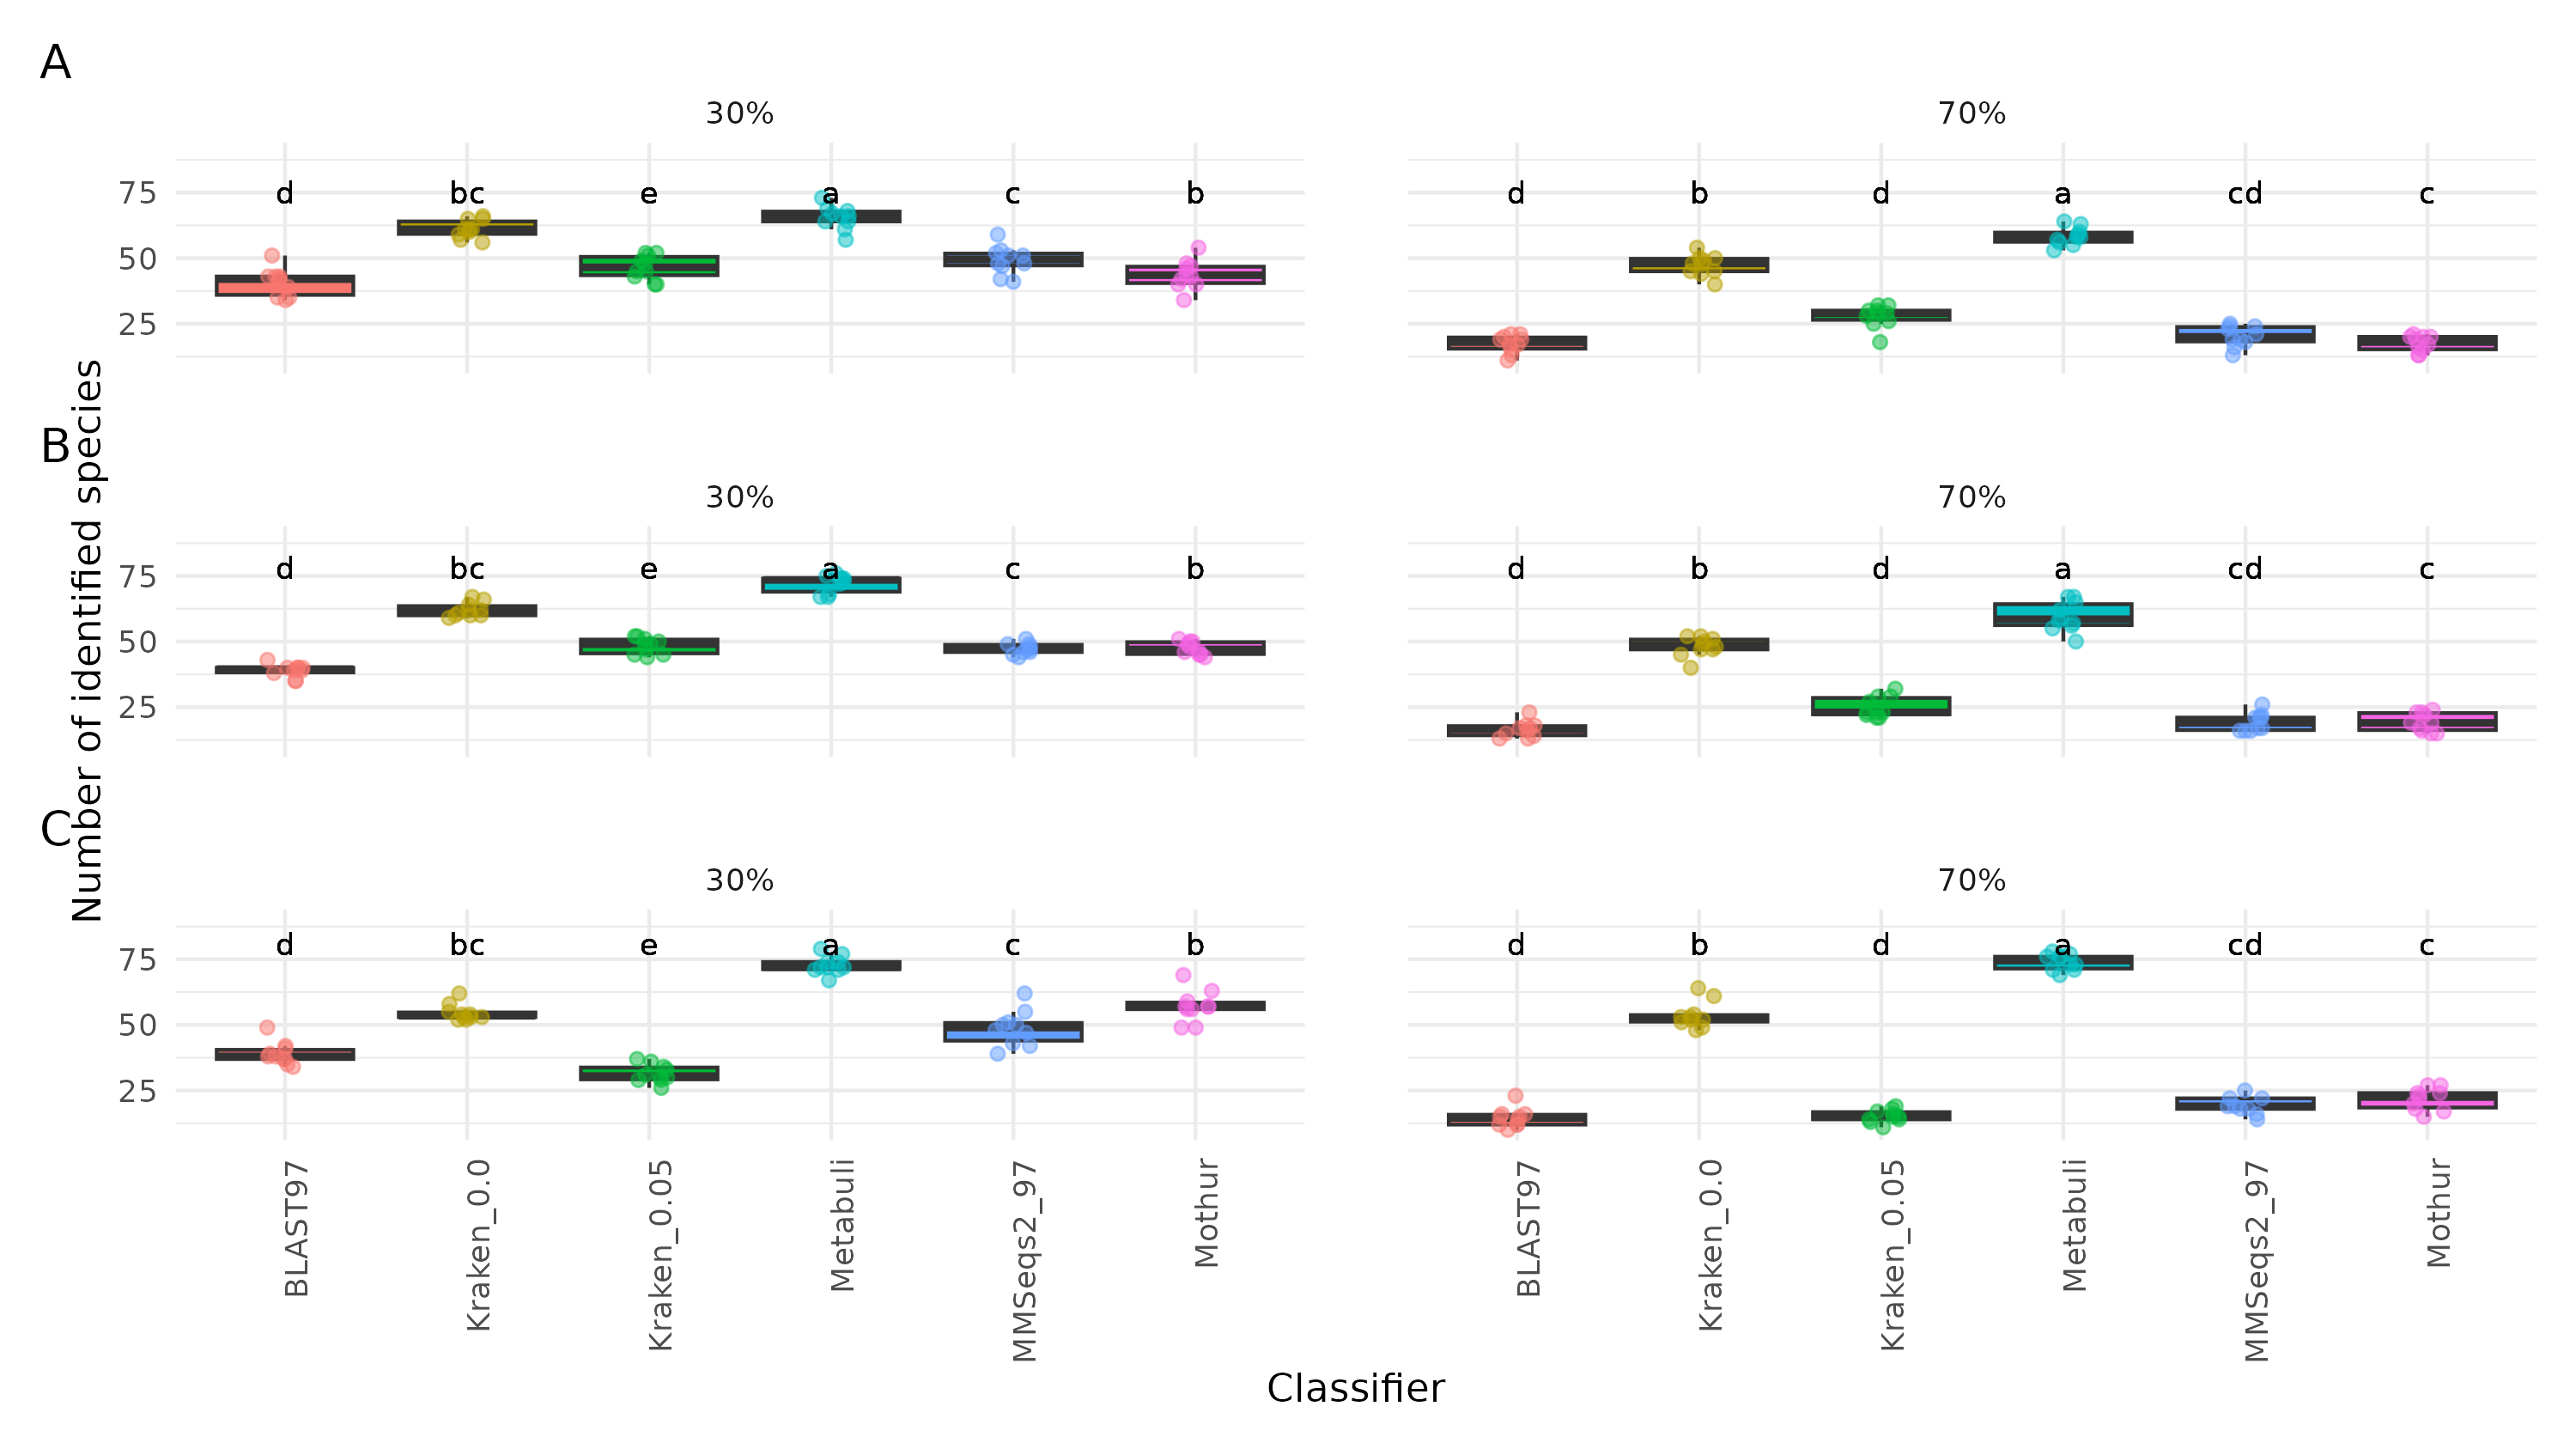 A
30%
70%
75
50
25
d
bc
e
a
c
b
d
b
d
a
cd
c
B
30%
70%
75
50
25
d
bc
e
a
c
b
d
b
d
a
cd
c
C
30%
70%
75
50
25
d
bc
e
a
c
b
d
b
d
a
cd
c
Number of identified species
BLAST97
Kraken_0.0
Kraken_0.05
Metabuli
MMSeqs2_97
Mothur
BLAST97
Kraken_0.0
Kraken_0.05
Metabuli
MMSeqs2_97
Mothur
Classifier